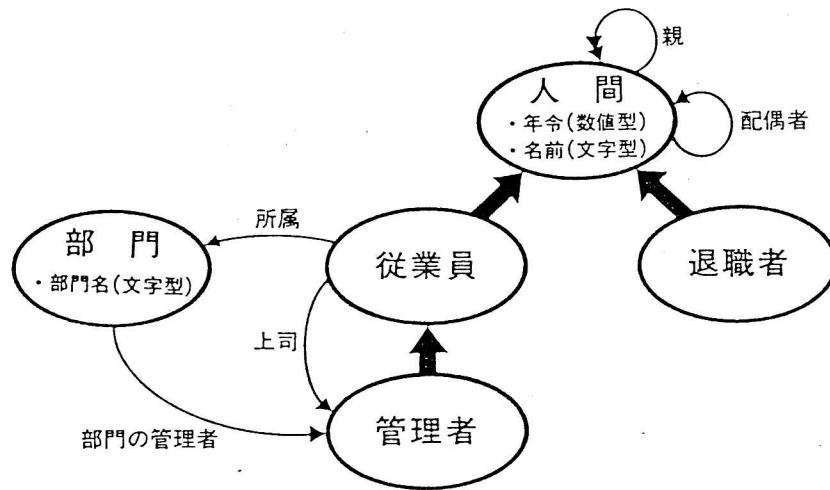 親
人 間
・年令(数値型)
・名前(文字型)
配偶者
所属
部 門
・部門名(文字型)
従業員
退職者
上司
管理者
部門の管理者